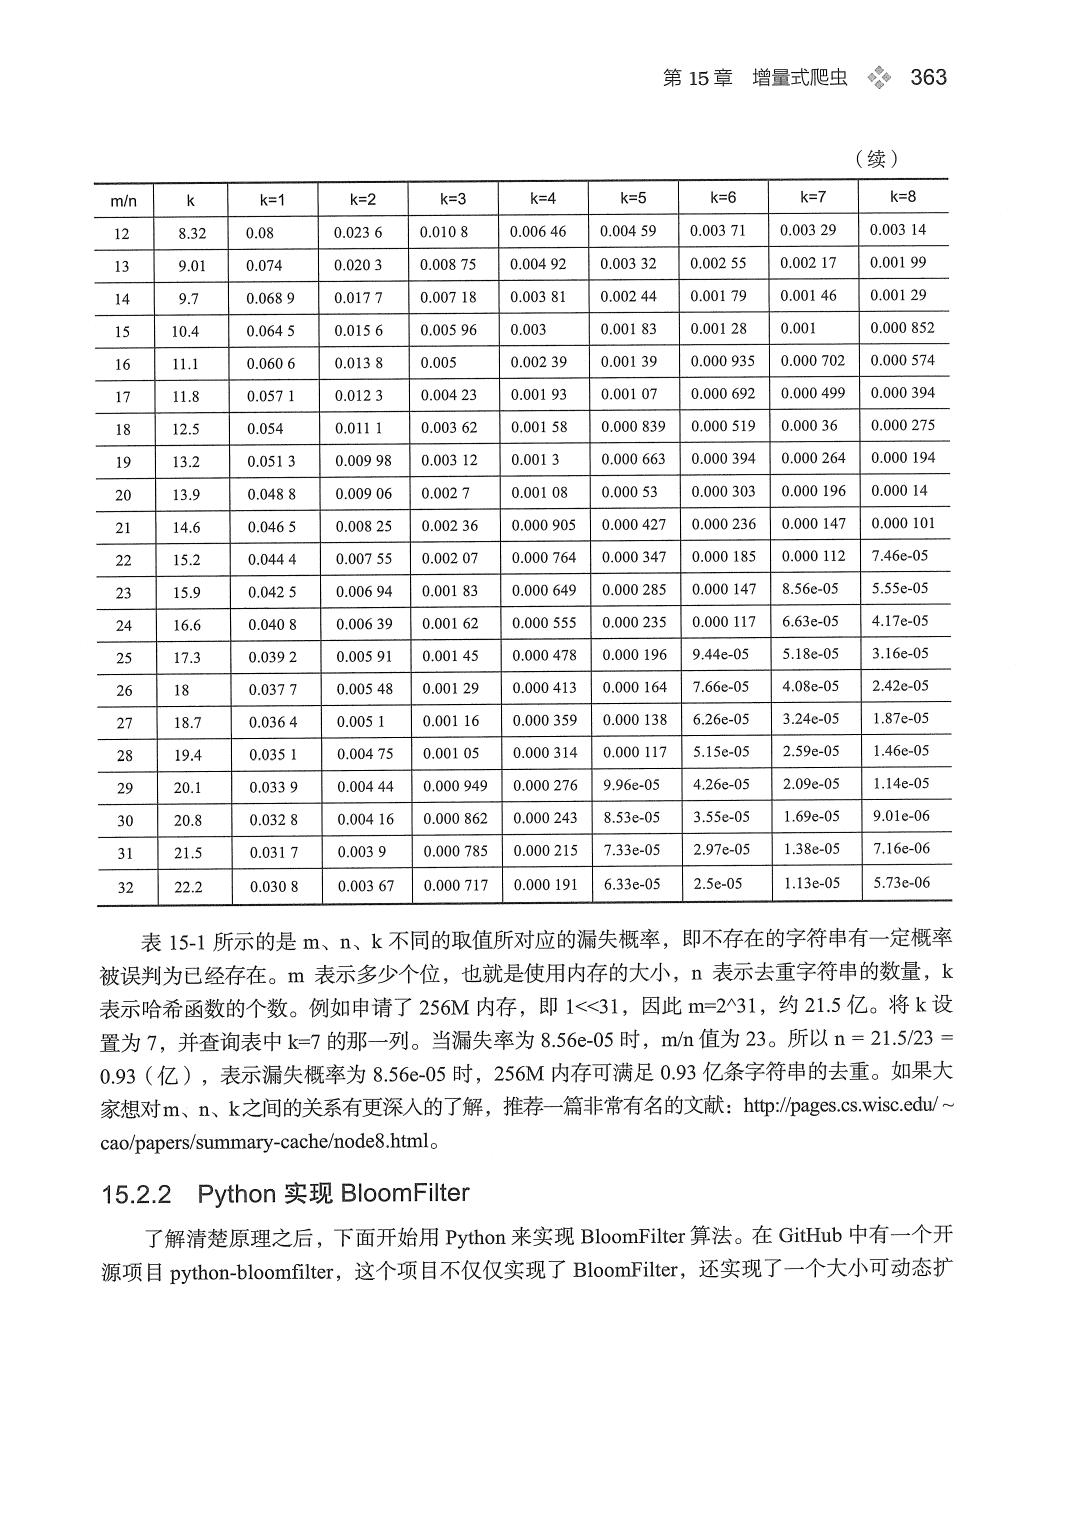 第 15 章 增量式爬虫 363
（续）
m/n k k=1 k=2 k=3 k=4 k=5 k=6 k=7 k=8
12 8.32 0.08 0.023 6 0.010 8 0.006 46 0.004 59 0.003 71 0.003 29 0.003 14
13 9.01 0.074 0.020 3 0.008 75 0.004 92 0.003 32 0.002 55 0.002 17 0.001 99
14 9.7 0.068 9 0.017 7 0.007 18 0.003 81 0.002 44 0.001 79 0.001 46 0.001 29
15 10.4 0.064 5 0.015 6 0.005 96 0.003 0.001 83 0.001 28 0.001 0.000 852
16 11.1 0.060 6 0.013 8 0.005 0.002 39 0.001 39 0.000 935 0.000 702 0.000 574
17 11.8 0.057 1 0.012 3 0.004 23 0.001 93 0.001 07 0.000 692 0.000 499 0.000 394
18 12.5 0.054 0.011 1 0.003 62 0.001 58 0.000 839 0.000 519 0.000 36 0.000 275
19 13.2 0.051 3 0.009 98 0.003 12 0.001 3 0.000 663 0.000 394 0.000 264 0.000 194
20 13.9 0.048 8 0.009 06 0.002 7 0.001 08 0.000 53 0.000 303 0.000 196 0.000 14
21 14.6 0.046 5 0.008 25 0.002 36 0.000 905 0.000 427 0.000 236 0.000 147 0.000 101
22 15.2 0.044 4 0.007 55 0.002 07 0.000 764 0.000 347 0.000 185 0.000 112 7.46e-05
23 15.9 0.042 5 0.006 94 0.001 83 0.000 649 0.000 285 0.000 147 8.56e-05 5.55e-05
24 16.6 0.040 8 0.006 39 0.001 62 0.000 555 0.000 235 0.000 117 6.63e-05 4.17e-05
25 17.3 0.039 2 0.005 91 0.001 45 0.000 478 0.000 196 9.44e-05 5.18e-05 3.16e-05
26 18 0.037 7 0.005 48 0.001 29 0.000 413 0.000 164 7.66e-05 4.08e-05 2.42e-05
27 18.7 0.036 4 0.005 1 0.001 16 0.000 359 0.000 138 6.26e-05 3.24e-05 1.87e-05
28 19.4 0.035 1 0.004 75 0.001 05 0.000 314 0.000 117 5.15e-05 2.59e-05 1.46e-05
29 20.1 0.033 9 0.004 44 0.000 949 0.000 276 9.96e-05 4.26e-05 2.09e-05 1.14e-05
30 20.8 0.032 8 0.004 16 0.000 862 0.000 243 8.53e-05 3.55e-05 1.69e-05 9.01e-06
31 21.5 0.031 7 0.003 9 0.000 785 0.000 215 7.33e-05 2.97e-05 1.38e-05 7.16e-06
32 22.2 0.030 8 0.003 67 0.000 717 0.000 191 6.33e-05 2.5e-05 1.13e-05 5.73e-06
表 15-1 所示的是 m、n、k 不同的取值所对应的漏失概率，即不存在的字符串有一定概率
被误判为已经存在。m 表示多少个位，也就是使用内存的大小，n 表示去重字符串的数量，k
表示哈希函数的个数。例如申请了 256M 内存，即 1<<31，因此 m=2^31，约 21.5 亿。将 k 设
置为 7，并查询表中 k=7 的那一列。当漏失率为 8.56e-05 时，m/n 值为 23。所以 n = 21.5/23 =
0.93（亿），表示漏失概率为 8.56e-05 时，256M 内存可满足 0.93 亿条字符串的去重。如果大
家想对m、n、k之间的关系有更深入的了解，推荐一篇非常有名的文献：http://pages.cs.wisc.edu/ ~
cao/papers/summary-cache/node8.html。
15.2.2 Python 实现 BloomFilter
了解清楚原理之后，下面开始用 Python 来实现 BloomFilter 算法。在 GitHub 中有一个开
源项目 python-bloomfilter，这个项目不仅仅实现了 BloomFilter，还实现了一个大小可动态扩